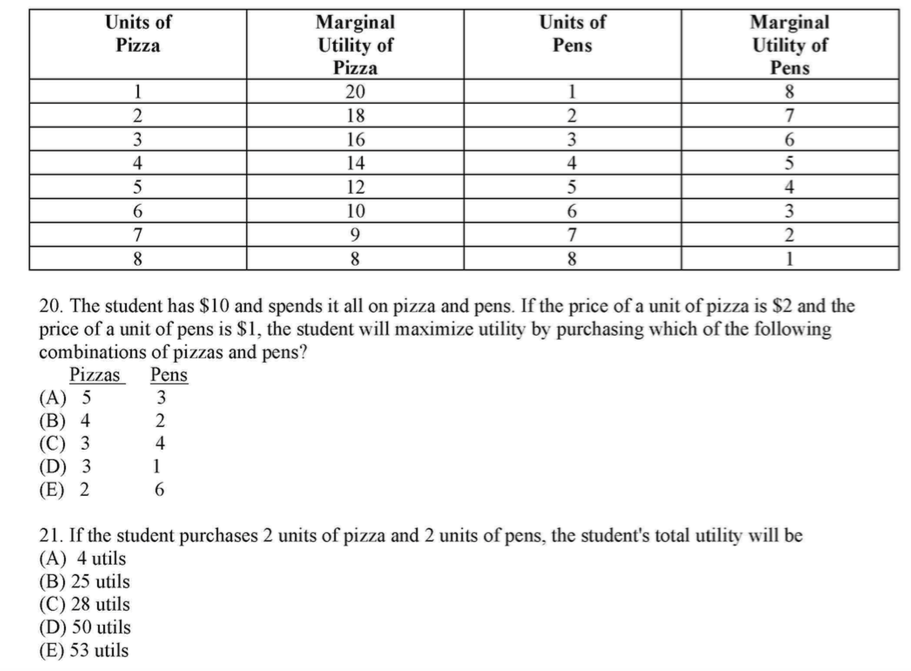 Units of Pizza	Marginal Utility of Pizza	Units of Pens	Marginal Utility of Pens
1	20	1	8
2	18	2	7
3	16	3	6
4	14	4	5
5	12	5	4
6	10	6	3
7	9	7	2
8	8	8	1
20. The student has $10 and spends it all on pizza and pens. If the price of a unit of pizza is $2 and the
price of a unit of pens is $1, the student will maximize utility by purchasing which of the following
combinations of pizzas and pens?
Pizzas	Pens
(A) 5	3
(B) 4	2
(C) 3	4
(D) 3	1
(E) 2	6
21. If the student purchases 2 units of pizza and 2 units of pens, the student's total utility will be
(A) 4 utils
(B) 25 utils
(C) 28 utils
(D) 50 utils
(E) 53 utils